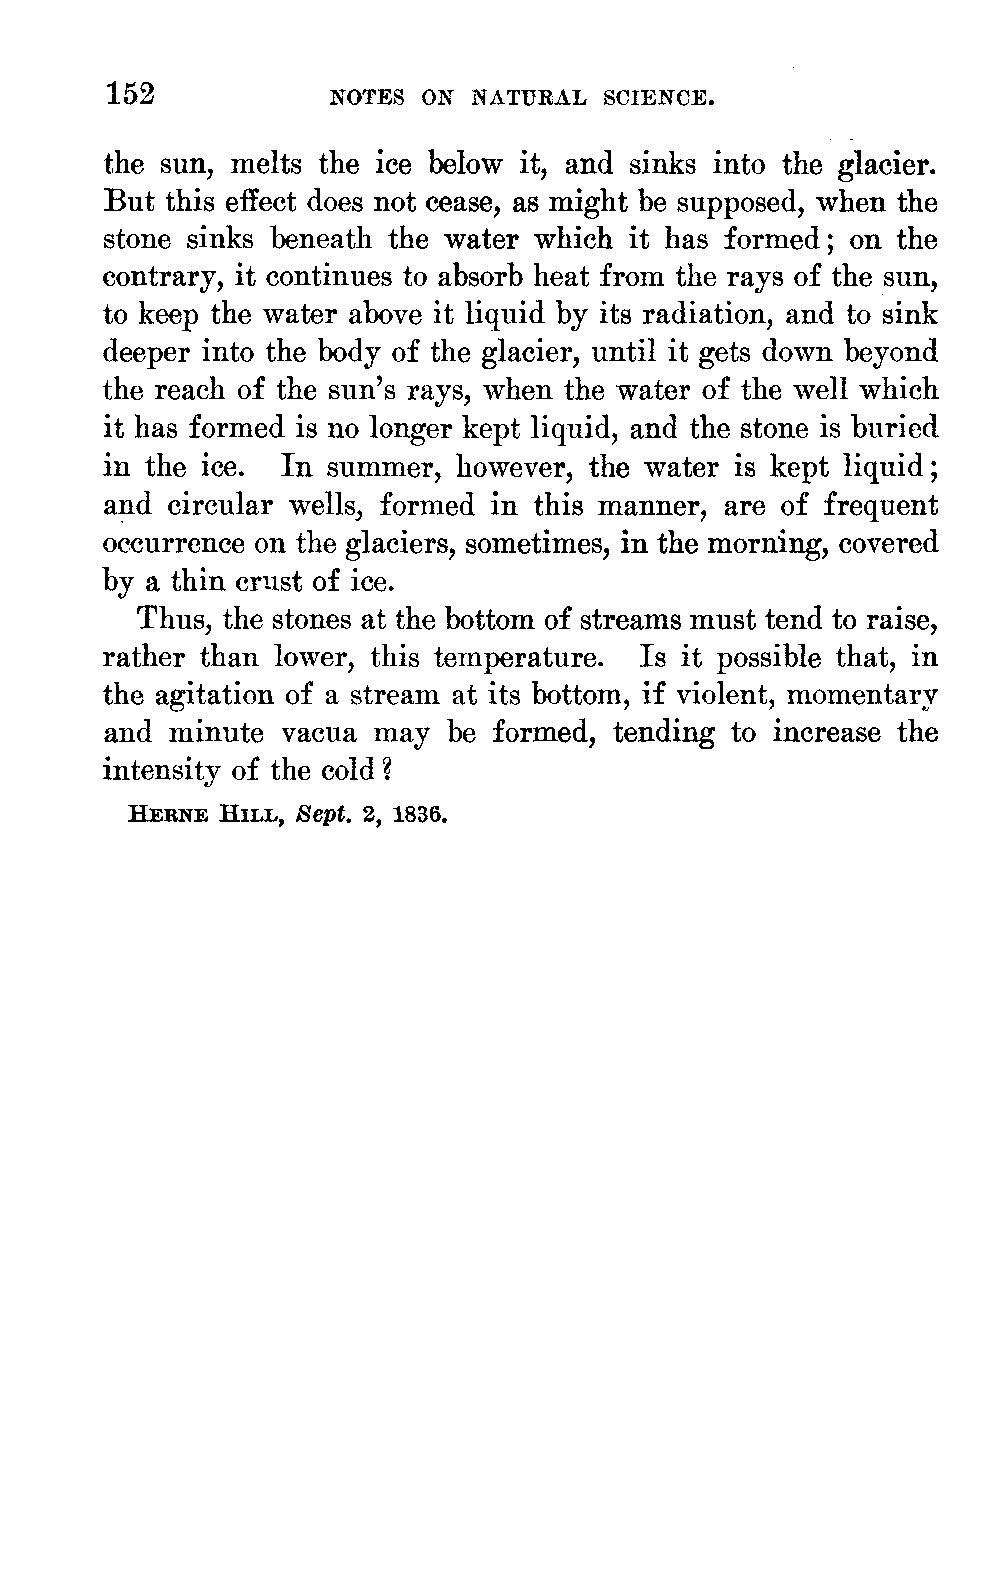 152 NOTES ON NATURAL SCIENCE.
the sun, melts the ice below it, and sinks into the glacier.
But this effect does not cease, as might be supposed, when the
stone sinks beneath the water which it has formed; on the
contrary, it continues to absorb heat from the rays of the sun,
to keep the water above it liquid by its radiation, and to sink
deeper into the body of the glacier, until it gets down beyond
the reach of the sun's rays, when the water of the well which
it has formed is no longer kept liquid, and the stone is buried
in the ice. In summer, however, the water is kept liquid;
and circular wells, formed in this manner, are of frequent
occurrence on the glaciers, sometimes, in the morning, covered
by a thin crust of ice.
Thus, the stones at the bottom of streams must tend to raise,
rather than lower, this temperature. Is it possible that, in
the agitation of a stream at its bottom, if violent, momentary
and minute vacua may be formed, tending to increase the
intensity of the cold?
HERNE HILL, Sept. 2, 1836.